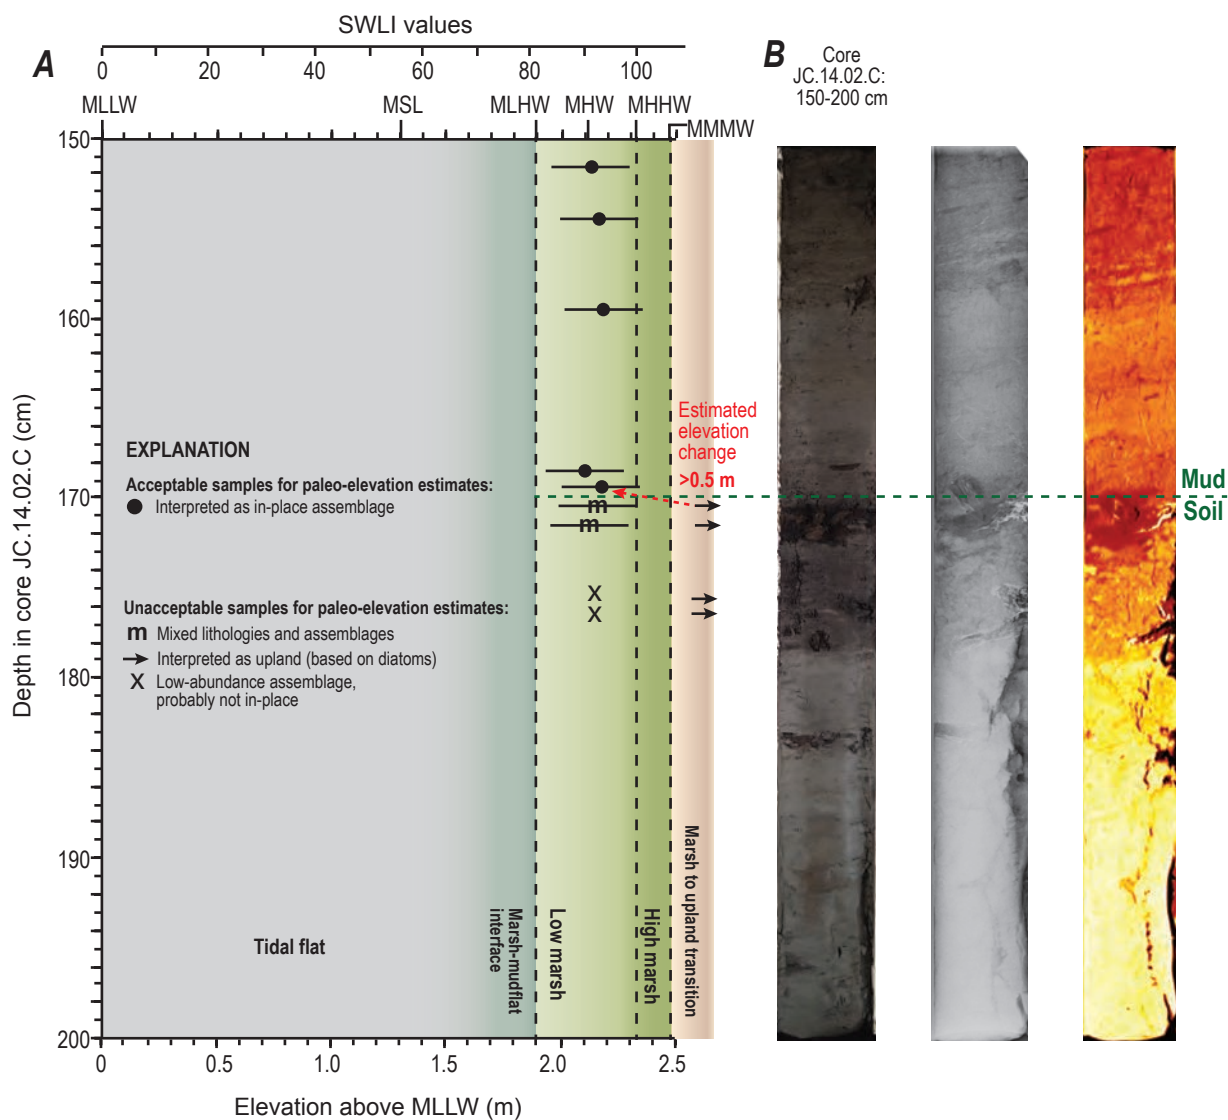 SWLI values
A
0 20 40 60 80 100
MLLW MSL MLHW MHW MHHW
MMMW
B
Core
JC.14.02.C:
150-200 cm
150
160
170
180
190
200
Depth in core JC.14.02.C (cm)
Estimated
elevation
change
>0.5 m
EXPLANATION
Acceptable samples for paleo-elevation estimates:
Interpreted as in-place assemblage
m
m
X
X
Mud
Soil
Unacceptable samples for paleo-elevation estimates:
m Mixed lithologies and assemblages
Interpreted as upland (based on diatoms)
X Low-abundance assemblage,
probably not in-place
Tidal flat
Marsh-mudflat
interface
Low marsh
High marsh
Marsh to upland transition
0 0.5 1.0 1.5 2.0 2.5
Elevation above MLLW (m)